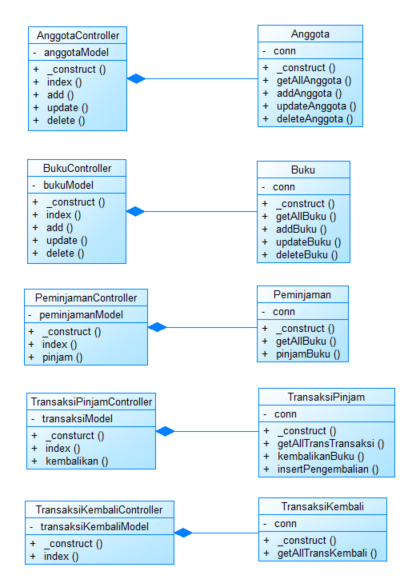 AnggotaController
- anggotaModel
+ _construct ()
+ index ()
+ add ()
+ update ()
+ delete ()
Anggota
- conn
+ _construct ()
+ getAllAnggota ()
+ addAnggota ()
+ updateAnggota ()
+ deleteAnggota ()
BukuController
- bukuModel
+ _construct ()
+ index ()
+ add ()
+ update ()
+ delete ()
Buku
- conn
+ _construct ()
+ getAllBuku ()
+ addBuku ()
+ updateBuku ()
+ deleteBuku ()
PeminjamanController
- peminjamanModel
+ _construct ()
+ index ()
+ pinjam ()
Peminjaman
- conn
+ _construct ()
+ getAllBuku ()
+ pinjamBuku ()
TransaksiPinjamController
- transaksiModel
+ _consturct ()
+ index ()
+ kembalikan ()
TransaksiPinjam
- conn
+ _construct ()
+ getAllTransTransaksi ()
+ kembalikanBuku ()
+ insertPengembalian ()
TransaksiKembaliController
- transaksiKembaliModel
+ _construct ()
+ index ()
TransaksiKembali
- conn
+ _construct ()
+ getAllTransKembali ()